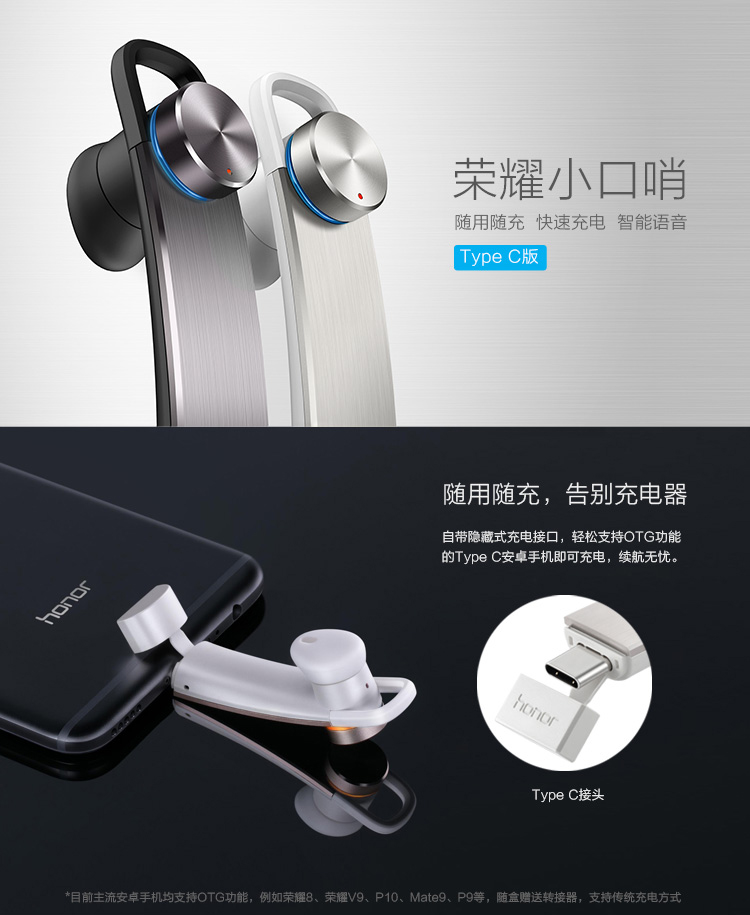 荣耀小口哨
随用随充 快速充电 智能语音
Type C版
随用随充，告别充电器
自带隐藏式充电接口，轻松支持OTG功能
的Type C安卓手机即可充电，续航无忧。
honor
honor
Type C接头
*目前主流安卓手机均支持OTG功能，例如荣耀8、荣耀V9、P10、Mate9、P9等，随盒赠送转接器，支持传统充电方式